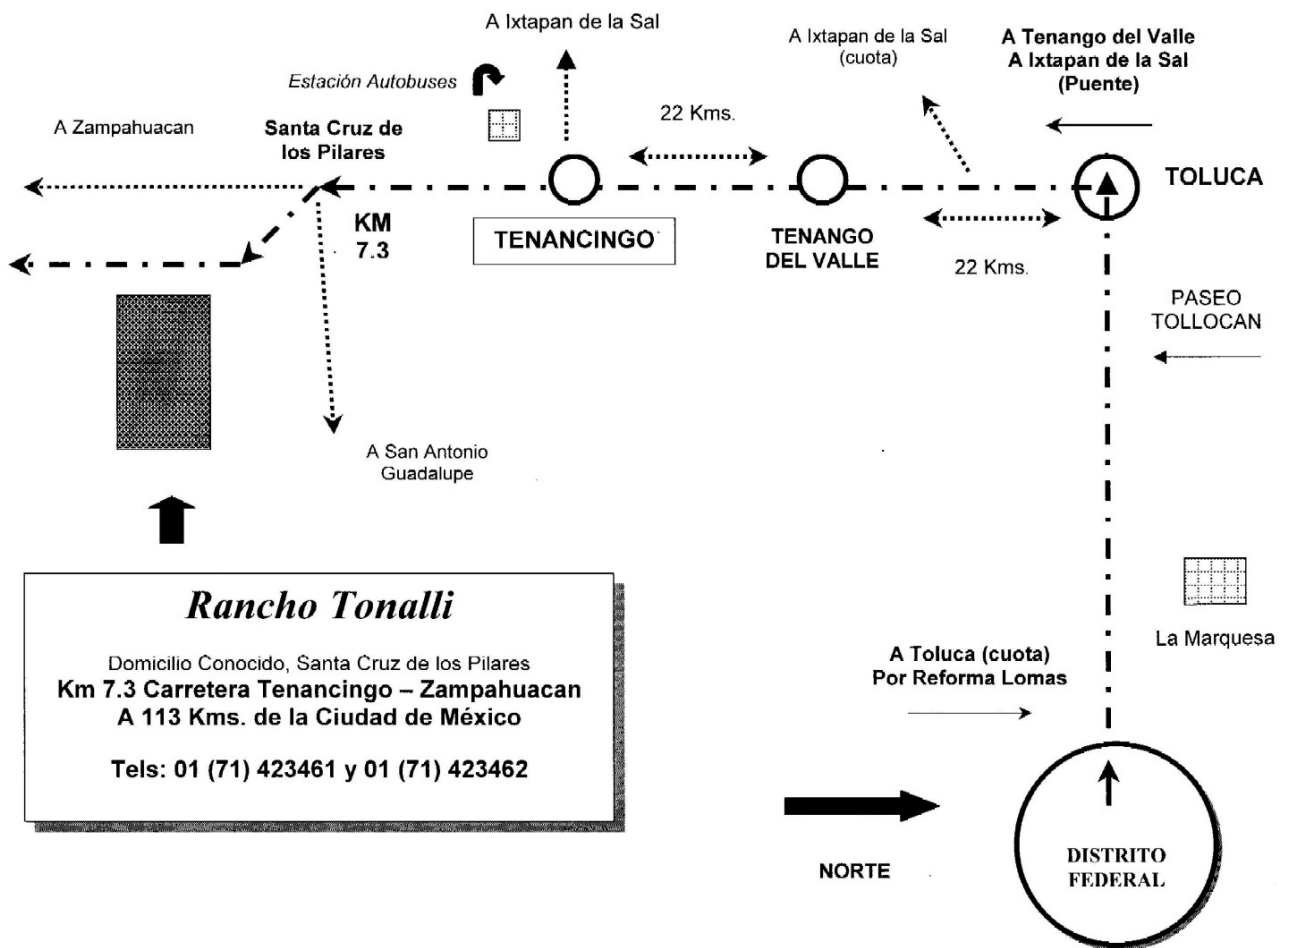 A Ixtapan de la Sal
A Ixtapan de la Sal
(cuota)
A Tenango del Valle
A Ixtapan de la Sal
(Puente)
Estación Autobuses
A Zampahuacan
Santa Cruz de
los Pilares
22 Kms.
TOLUCA
KM
7.3
TENANCINGO
TENANGO
DEL VALLE
22 Kms.
PASEO
TOLLOCAN
A San Antonio
Guadalupe
Rancho Tonalli
Domicilio Conocido, Santa Cruz de los Pilares
Km 7.3 Carretera Tenancingo – Zampahuacan
A 113 Kms. de la Ciudad de México
Tels: 01 (71) 423461 y 01 (71) 423462
La Marquesa
A Toluca (cuota)
Por Reforma Lomas
NORTE
DISTRITO
FEDERAL